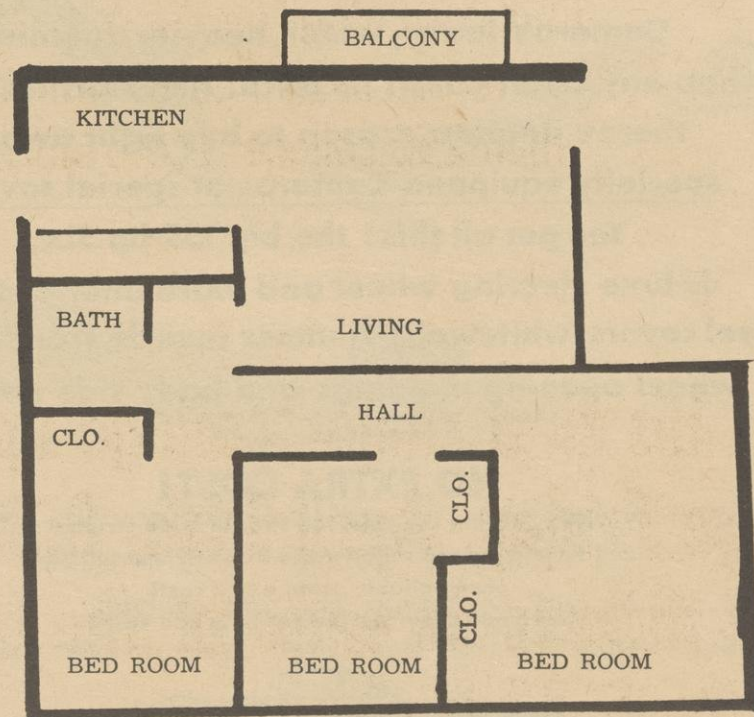 BALCONY
KITCHEN
BATH
LIVING
HALL
CLO.
CLO.
CLO.
BED ROOM
BED ROOM
BED ROOM